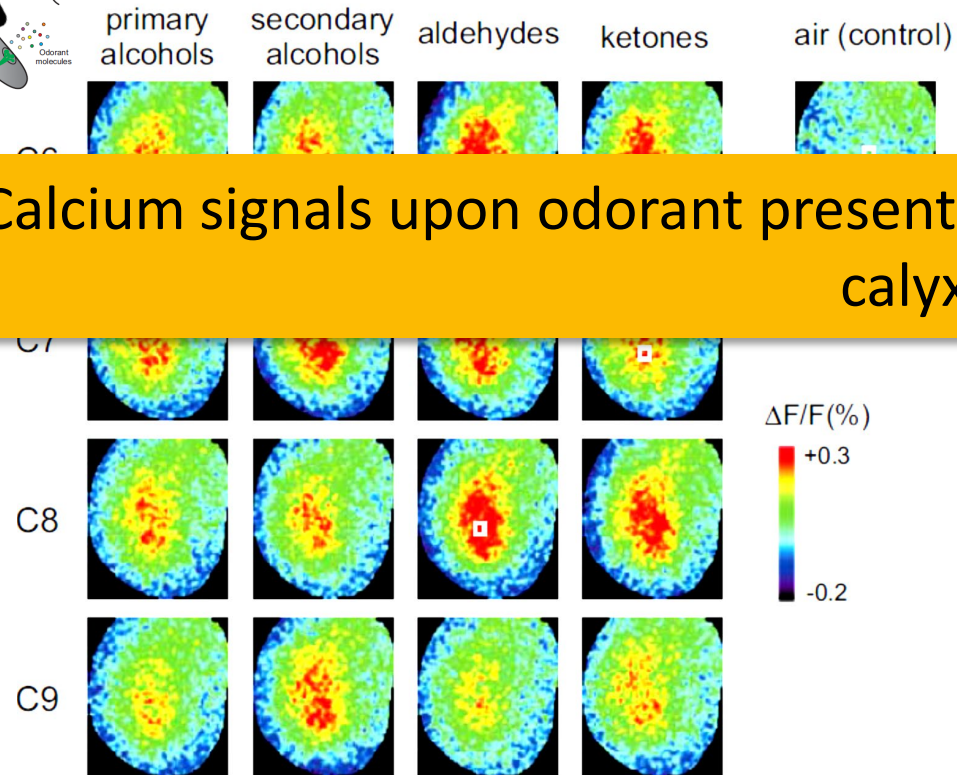 Odorant
molecules
primary
alcohols
secondary
alcohols
aldehydes
ketones
air (control)
Calcium signals upon odorant present
calyx
C7
ΔF/F(%)
+0.3
-0.2
C8
C9